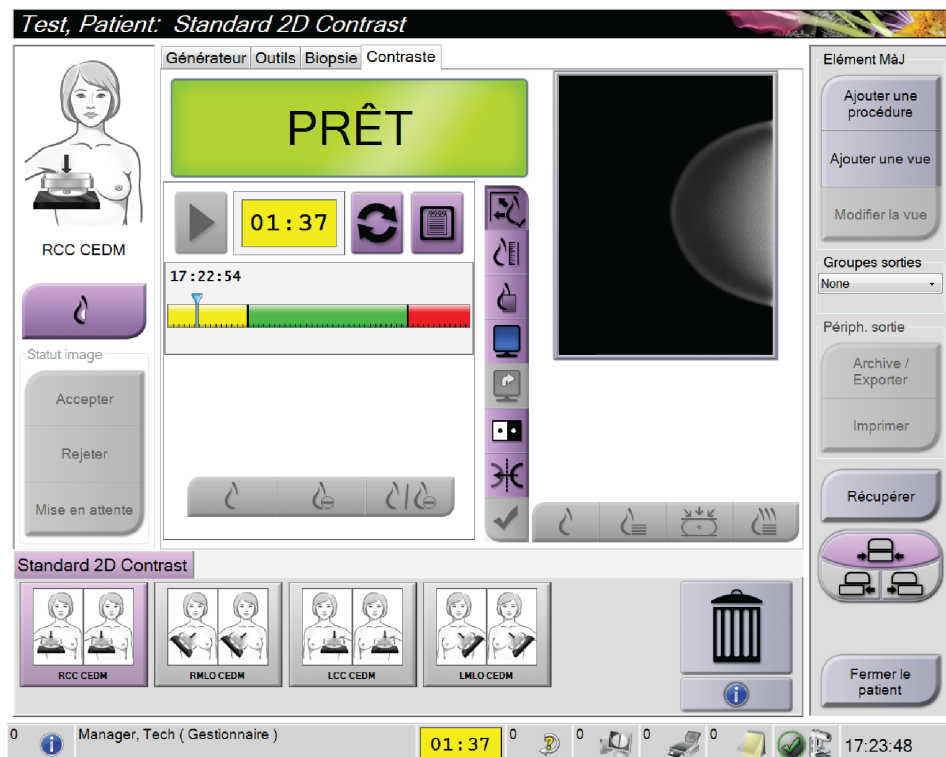 Test, Patient: Standard 2D Contrast
Générateur Outils Biopsie Contraste
PRÊT
RCC CEDM
01:37
17:22:54
Statut image
Accepter
Rejeter
Mise en attente
Elément MàJ
Ajouter une
procédure
Ajouter une vue
Modifier la vue
Groupes sorties
None
Périph. sortie
Archive /
Exporter
Imprimer
Récupérer
Fermer le
patient
Standard 2D Contrast
RCC CEDM
RMLO CEDM
LCC CEDM
LMLO CEDM
0 Manager, Tech ( Gestionnaire ) 01:37 0 0 0 0 17:23:48